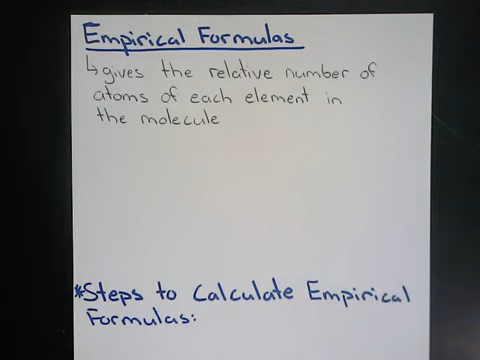 Empirical Formulas
↳ gives the relative number of
atoms of each element in
the molecule
*Steps to Calculate Empirical
Formulas: